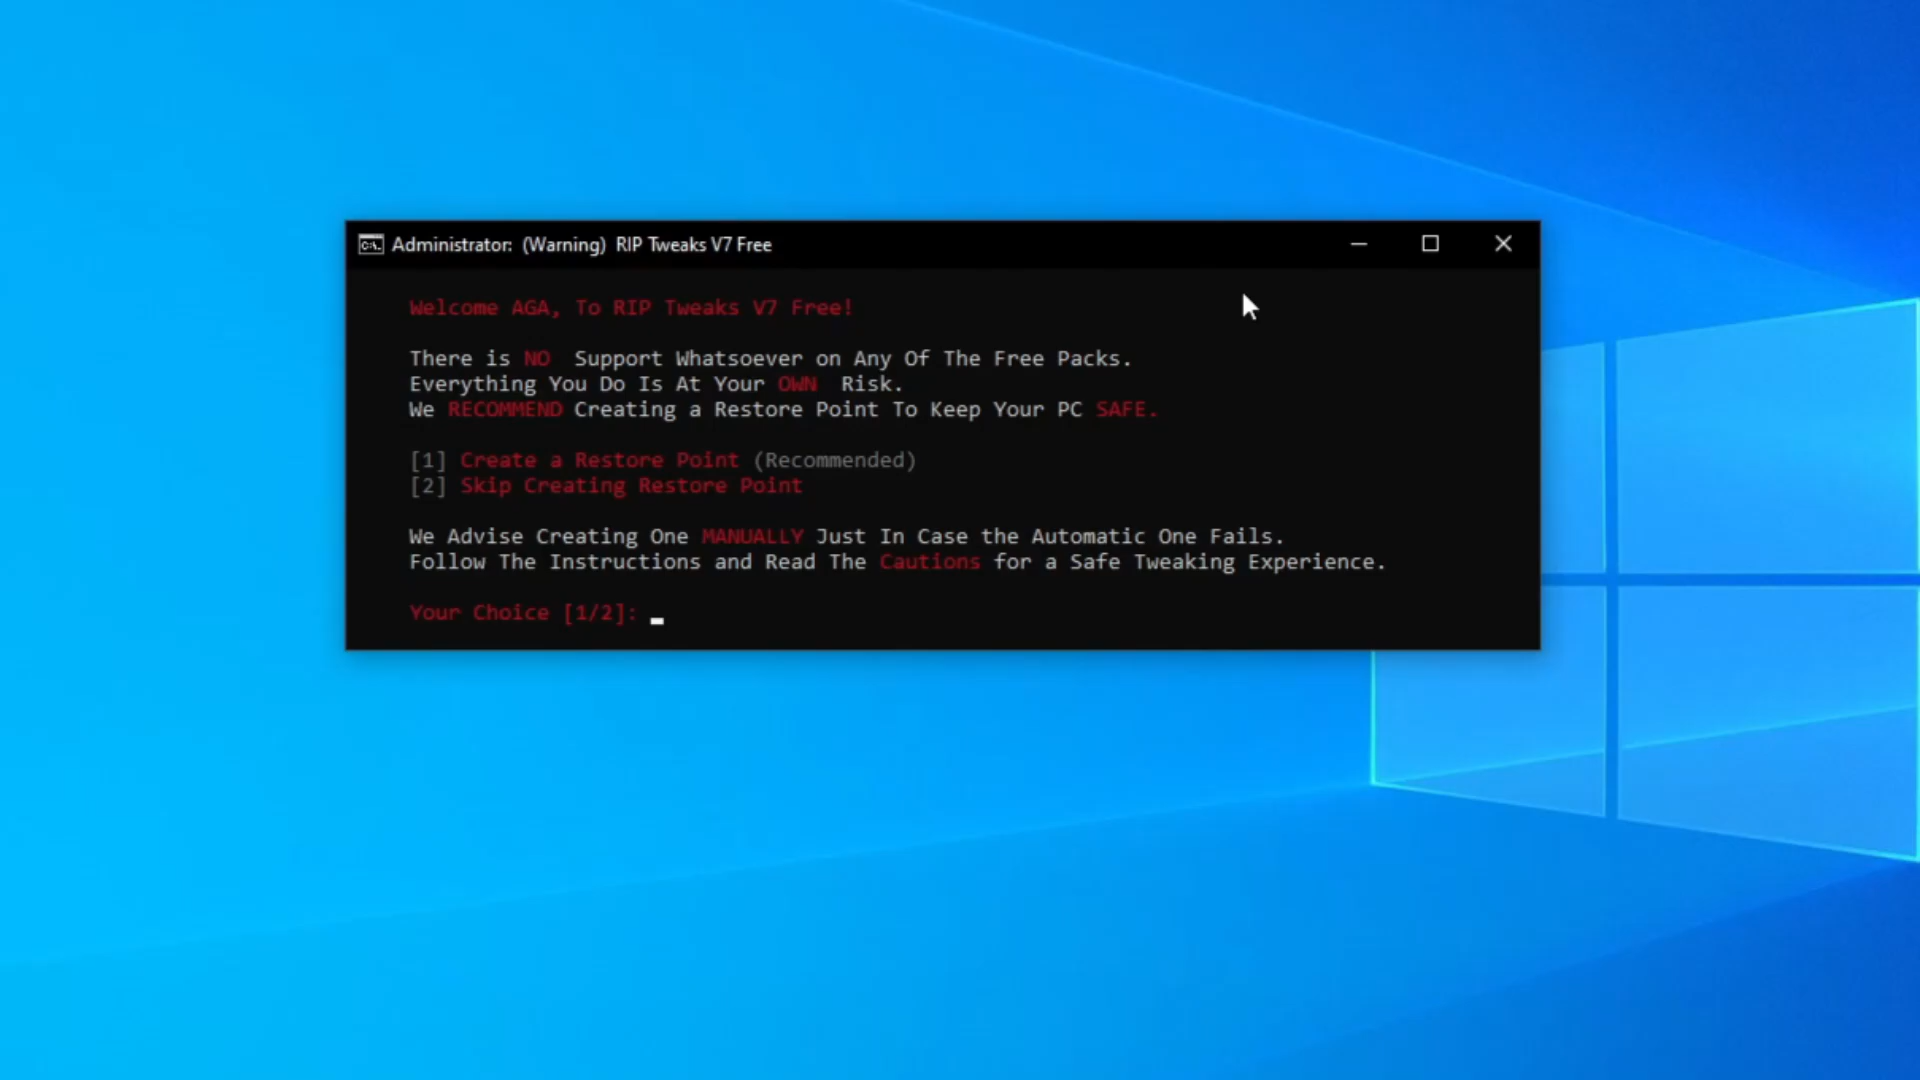 Administrator: (Warning) RIP Tweaks V7 Free
Welcome AGA, To RIP Tweaks V7 Free!
There is NO Support Whatsoever on Any Of The Free Packs.
Everything You Do Is At Your OWN Risk.
We RECOMMEND Creating a Restore Point To Keep Your PC SAFE.
[1] Create a Restore Point (Recommended)
[2] Skip Creating Restore Point
We Advise Creating One MANUALLY Just In Case the Automatic One Fails.
Follow The Instructions and Read The Cautions for a Safe Tweaking Experience.
Your Choice [1/2]: